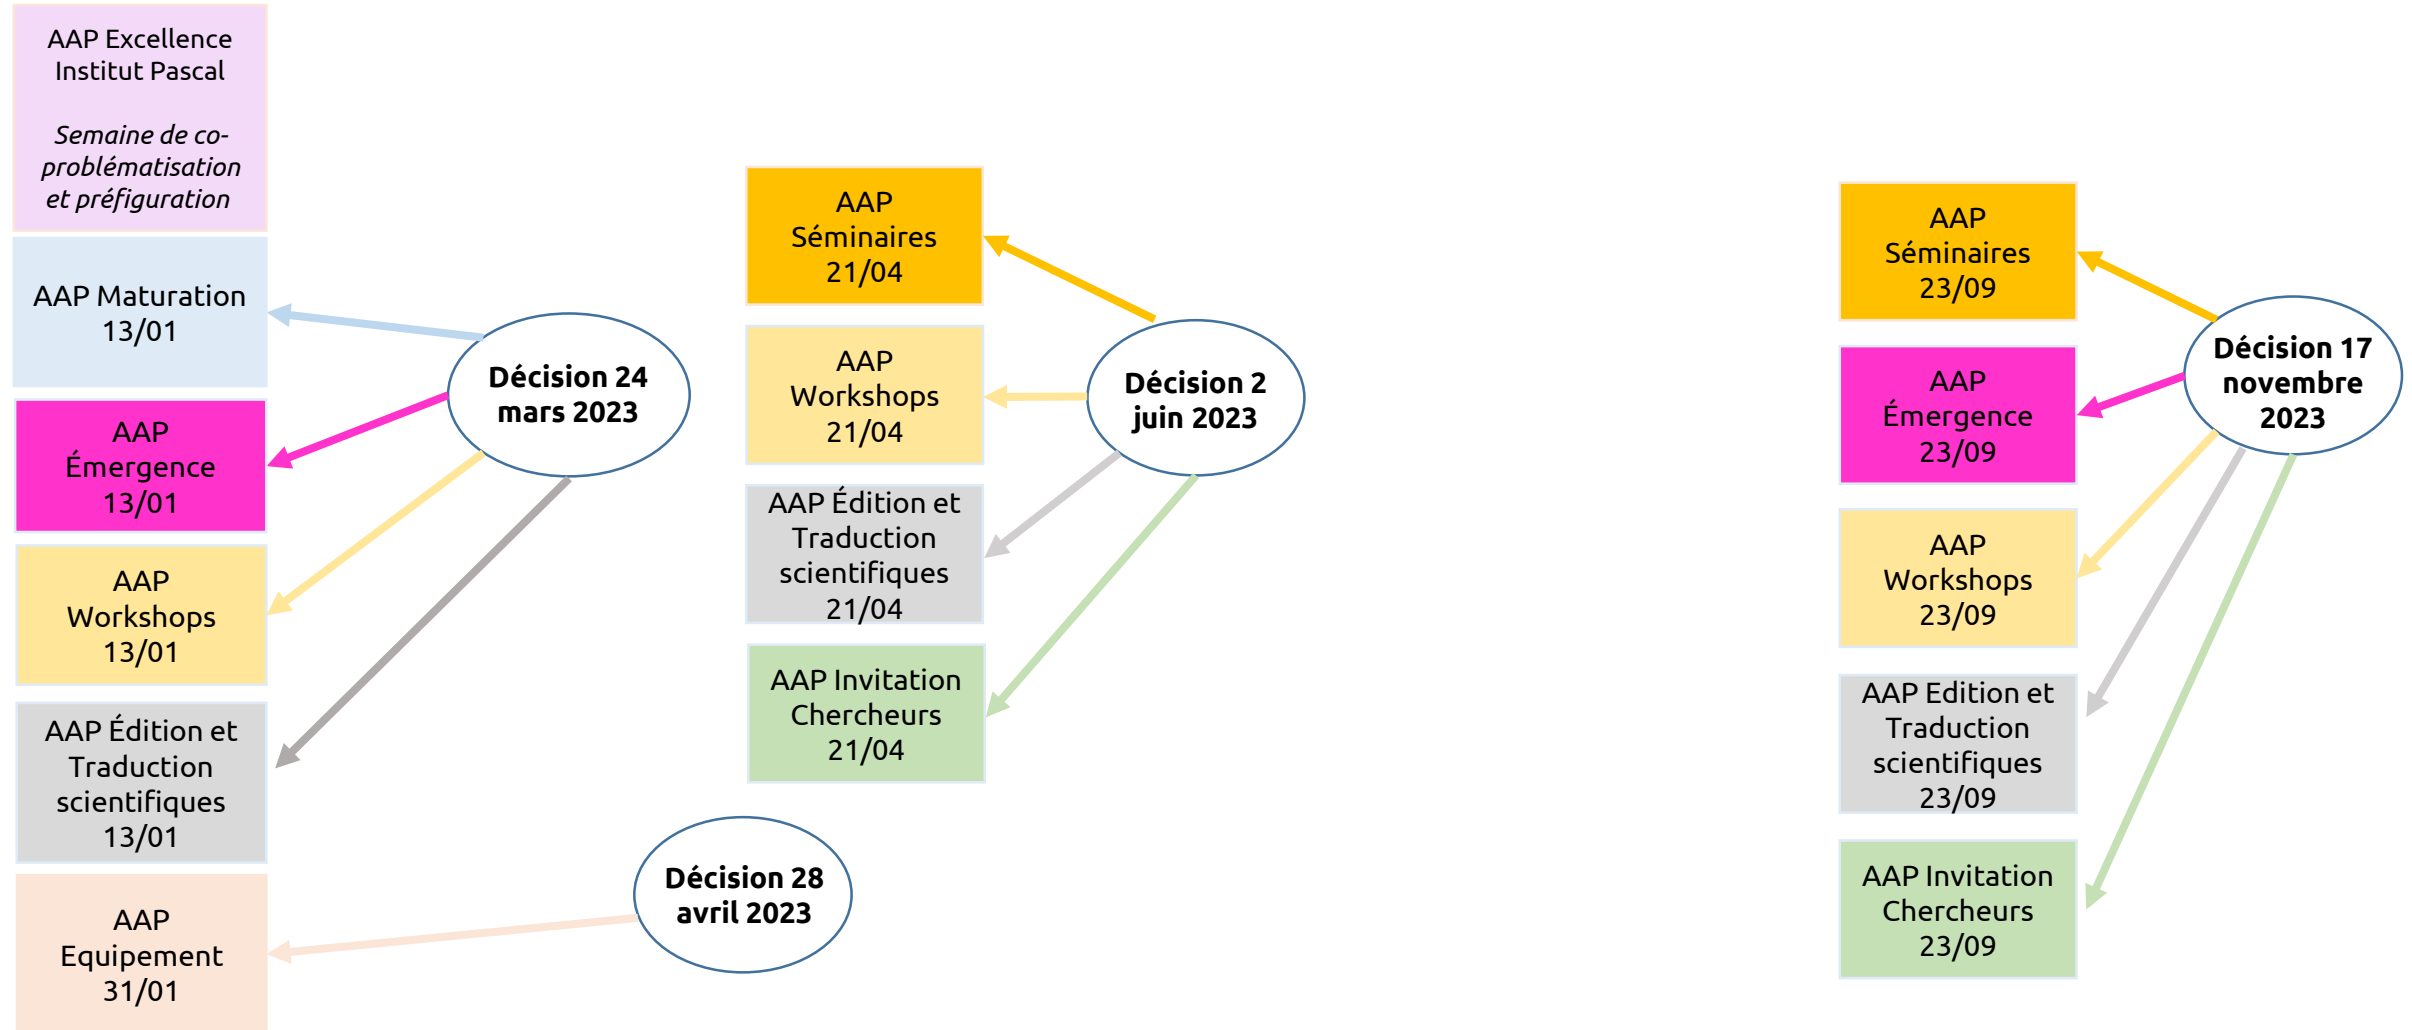 AAP Excellence
Institut Pascal
Semaine de co-
problématisation
et préfiguration
AAP Maturation
13/01
AAP
Émergence
13/01
AAP
Workshops
13/01
AAP Édition et
Traduction
scientifiques
13/01
AAP
Equipement
31/01
Décision 24
mars 2023
Décision 28
avril 2023
AAP
Séminaires
21/04
AAP
Workshops
21/04
AAP Édition et
Traduction
scientifiques
21/04
AAP Invitation
Chercheurs
21/04
Décision 2
juin 2023
AAP
Séminaires
23/09
AAP
Émergence
23/09
AAP
Workshops
23/09
AAP Edition et
Traduction
scientifiques
23/09
AAP Invitation
Chercheurs
23/09
Décision 17
novembre
2023